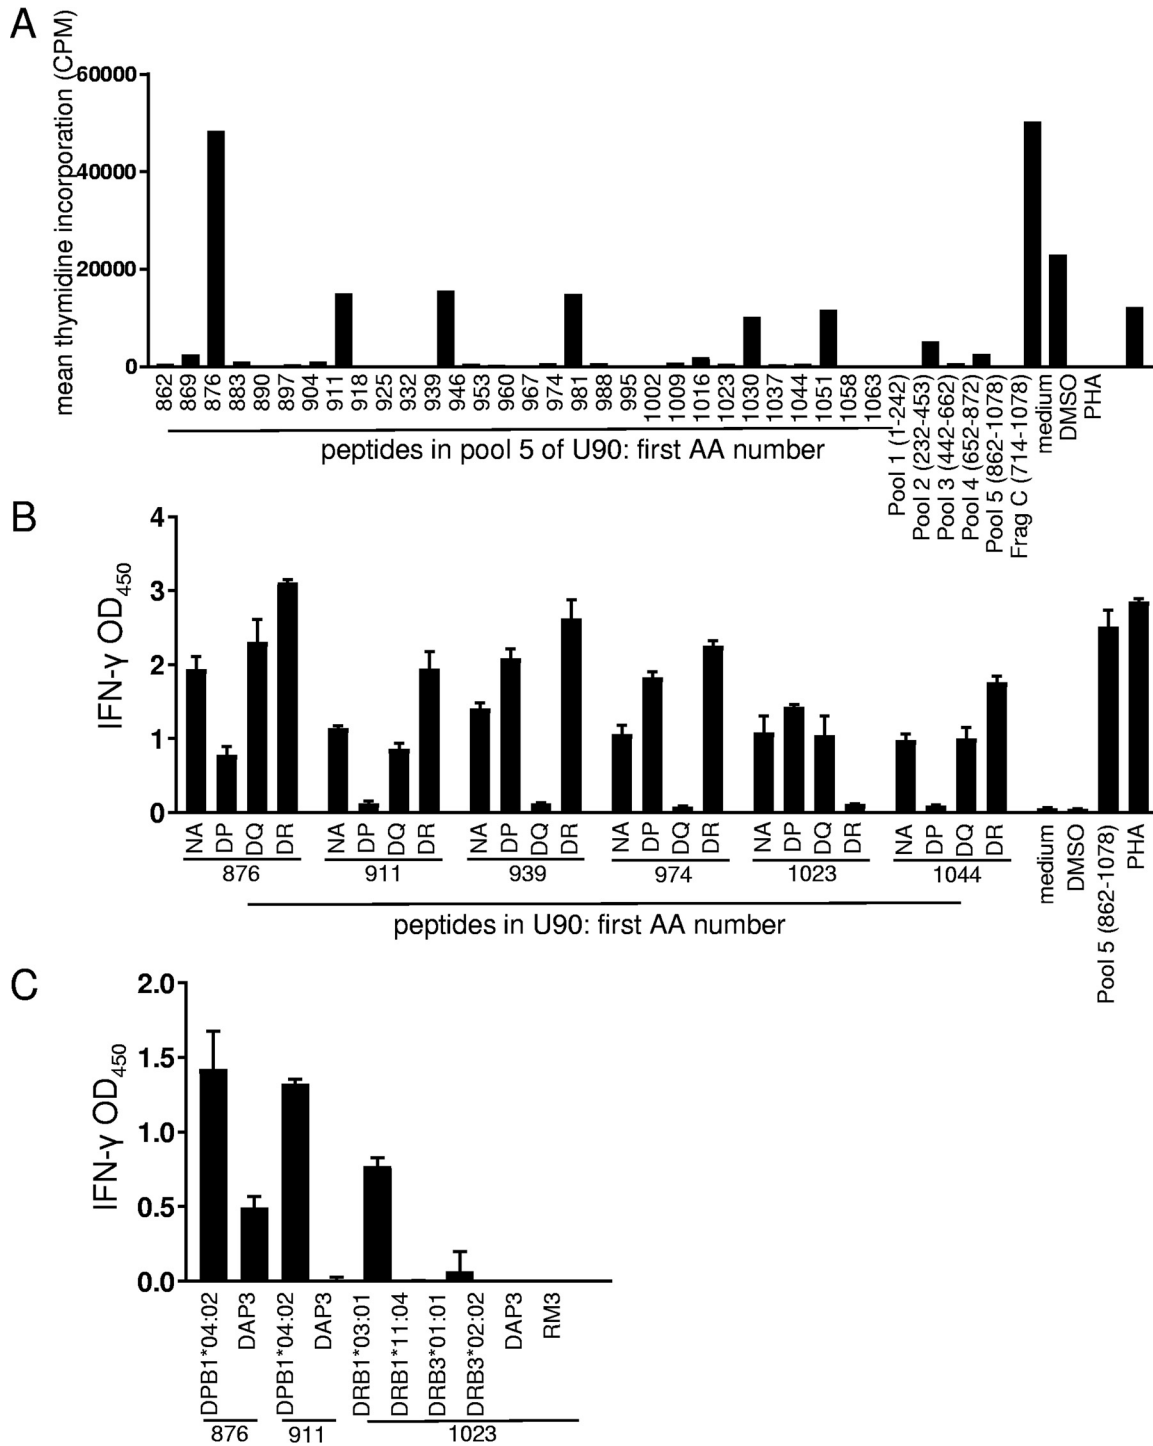 A
mean thymidine incorporation (CPM)
60000
40000
20000
0
862
869
876
883
890
897
904
911
918
925
932
939
946
953
960
967
974
981
988
995
1002
1009
1016
1023
1030
1037
1044
1051
1058
1063
Pool 1 (1-242)
Pool 2 (232-453)
Pool 3 (442-662)
Pool 4 (652-872)
Pool 5 (862-1078)
Frag C (714-1078)
medium
DMSO
PHA
peptides in pool 5 of U90: first AA number
B
IFN-γ OD450
4
3
2
1
0
NA DP DQ DR
NA DP DQ DR
NA DP DQ DR
NA DP DQ DR
NA DP DQ DR
NA DP DQ DR
medium
DMSO
Pool 5 (862-1078)
PHA
876 911 939 974 1023 1044
peptides in U90: first AA number
C
IFN-γ OD450
2.0
1.5
1.0
0.5
0.0
DPB1*04:02
DAP3
DPB1*04:02
DAP3
DRB1*03:01
DRB1*11:04
DRB3*01:01
DRB3*02:02
DAP3
RM3
876 911 1023